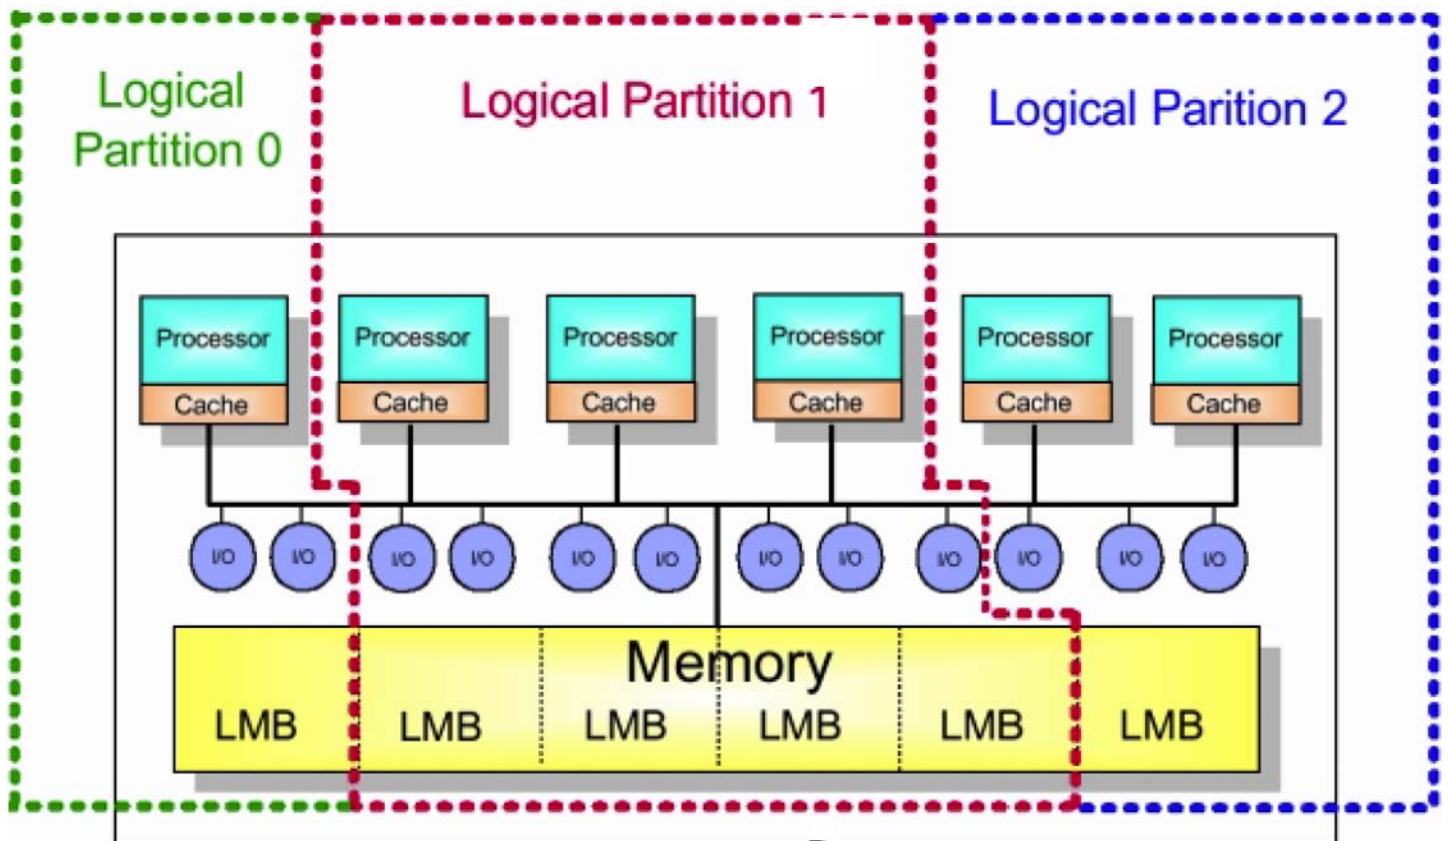 Logical
Partition 0
Logical Partition 1
Logical Parition 2
Processor
Cache
Processor
Cache
Processor
Cache
Processor
Cache
Processor
Cache
Processor
Cache
I/O I/O I/O I/O I/O I/O I/O I/O I/O I/O I/O I/O
Memory
LMB LMB LMB LMB LMB LMB